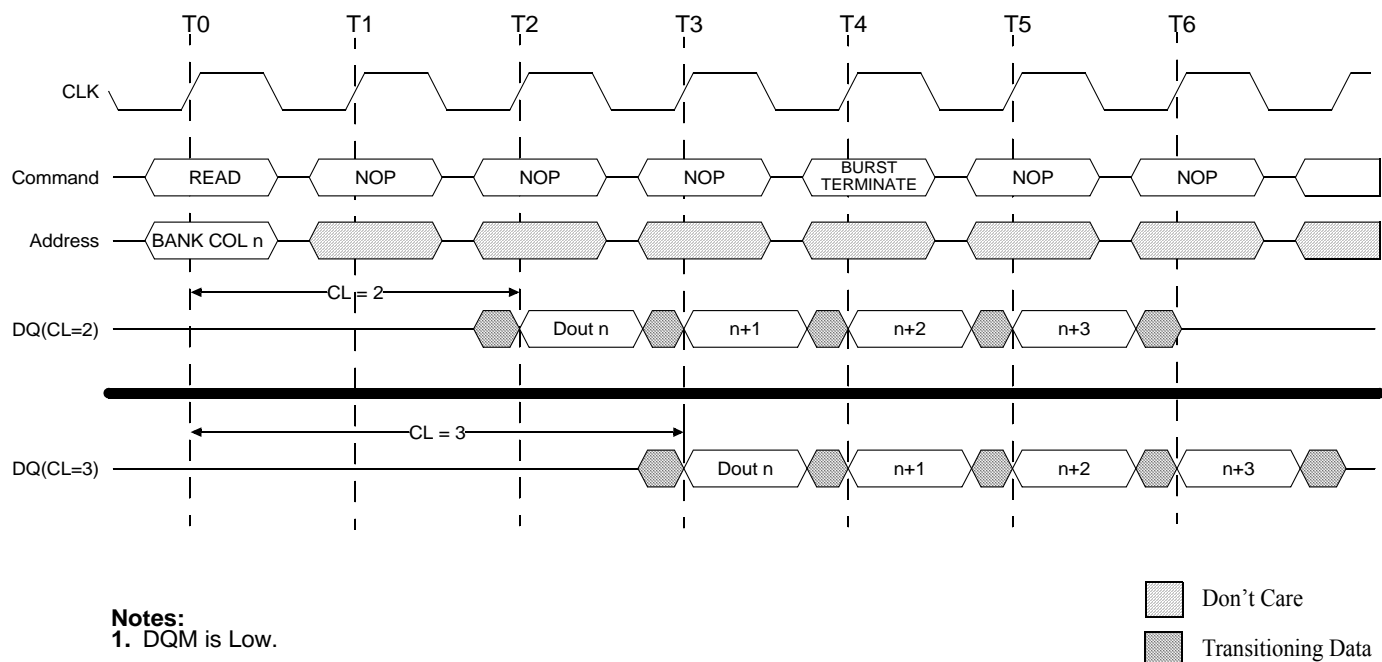 T0 T1 T2 T3 T4 T5 T6
CLK
Command READ NOP NOP NOP BURST TERMINATE NOP NOP
Address BANK COL n
CL = 2
DQ(CL=2) Dout n n+1 n+2 n+3
CL = 3
DQ(CL=3) Dout n n+1 n+2 n+3
Notes:
1. DQM is Low.
Don't Care
Transitioning Data